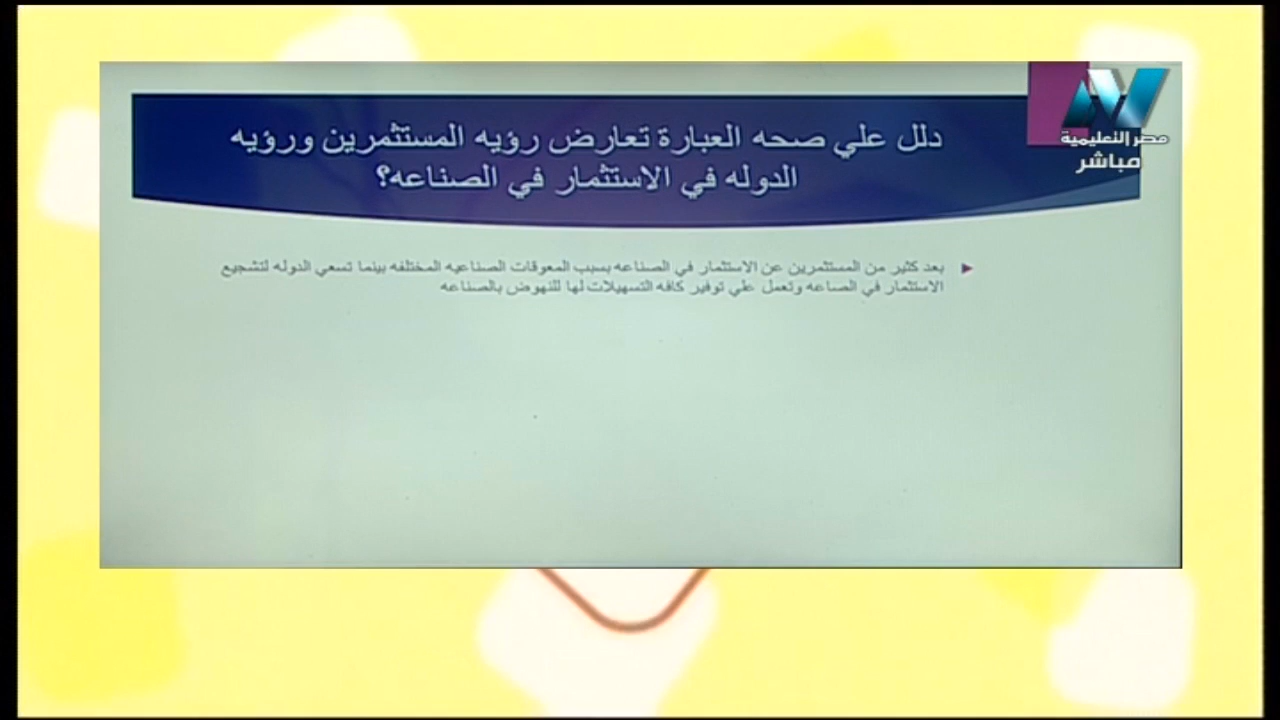 دلل علي صحه العبارة تعارض رؤيه المستثمرين ورؤيه
الدوله في الاستثمار في الصناعه؟
بعد كثير من المستثمرين عن الاستثمار في الصناعه بسبب المعوقات الصناعيه المختلفه بينما تسعي الدوله لتشجيع
الاستثمار في الصاعه وتعمل علي توفير كافه التسهيلات لها للنهوض بالصناعه
مصر التعليمية
مباشر